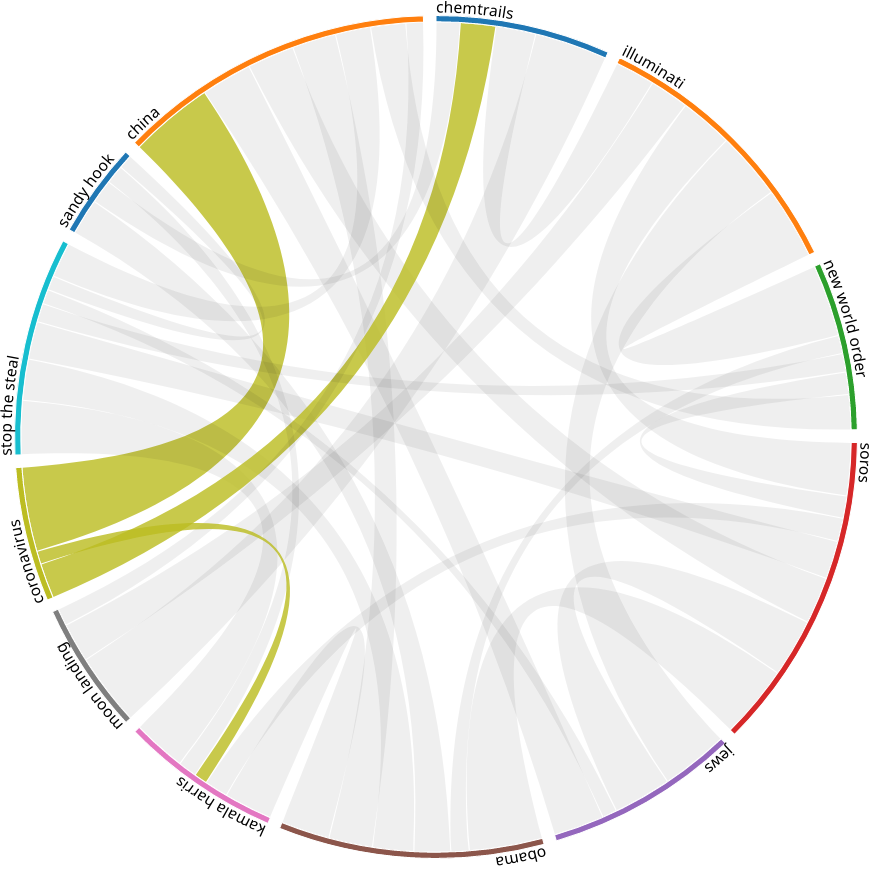 chemtrails
illuminati
new world order
soros
jews
obama
kamala harris
moon landing
coronavirus
stop the steal
sandy hook
china